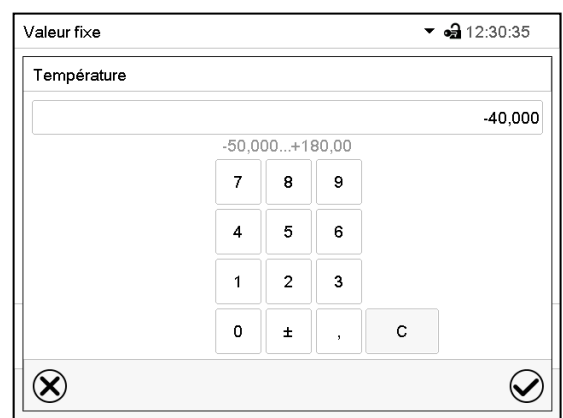 Valeur fixe 12:30:35
Température
-40,000
-50,000...+180,00
7 8 9
4 5 6
1 2 3
0 ± , C